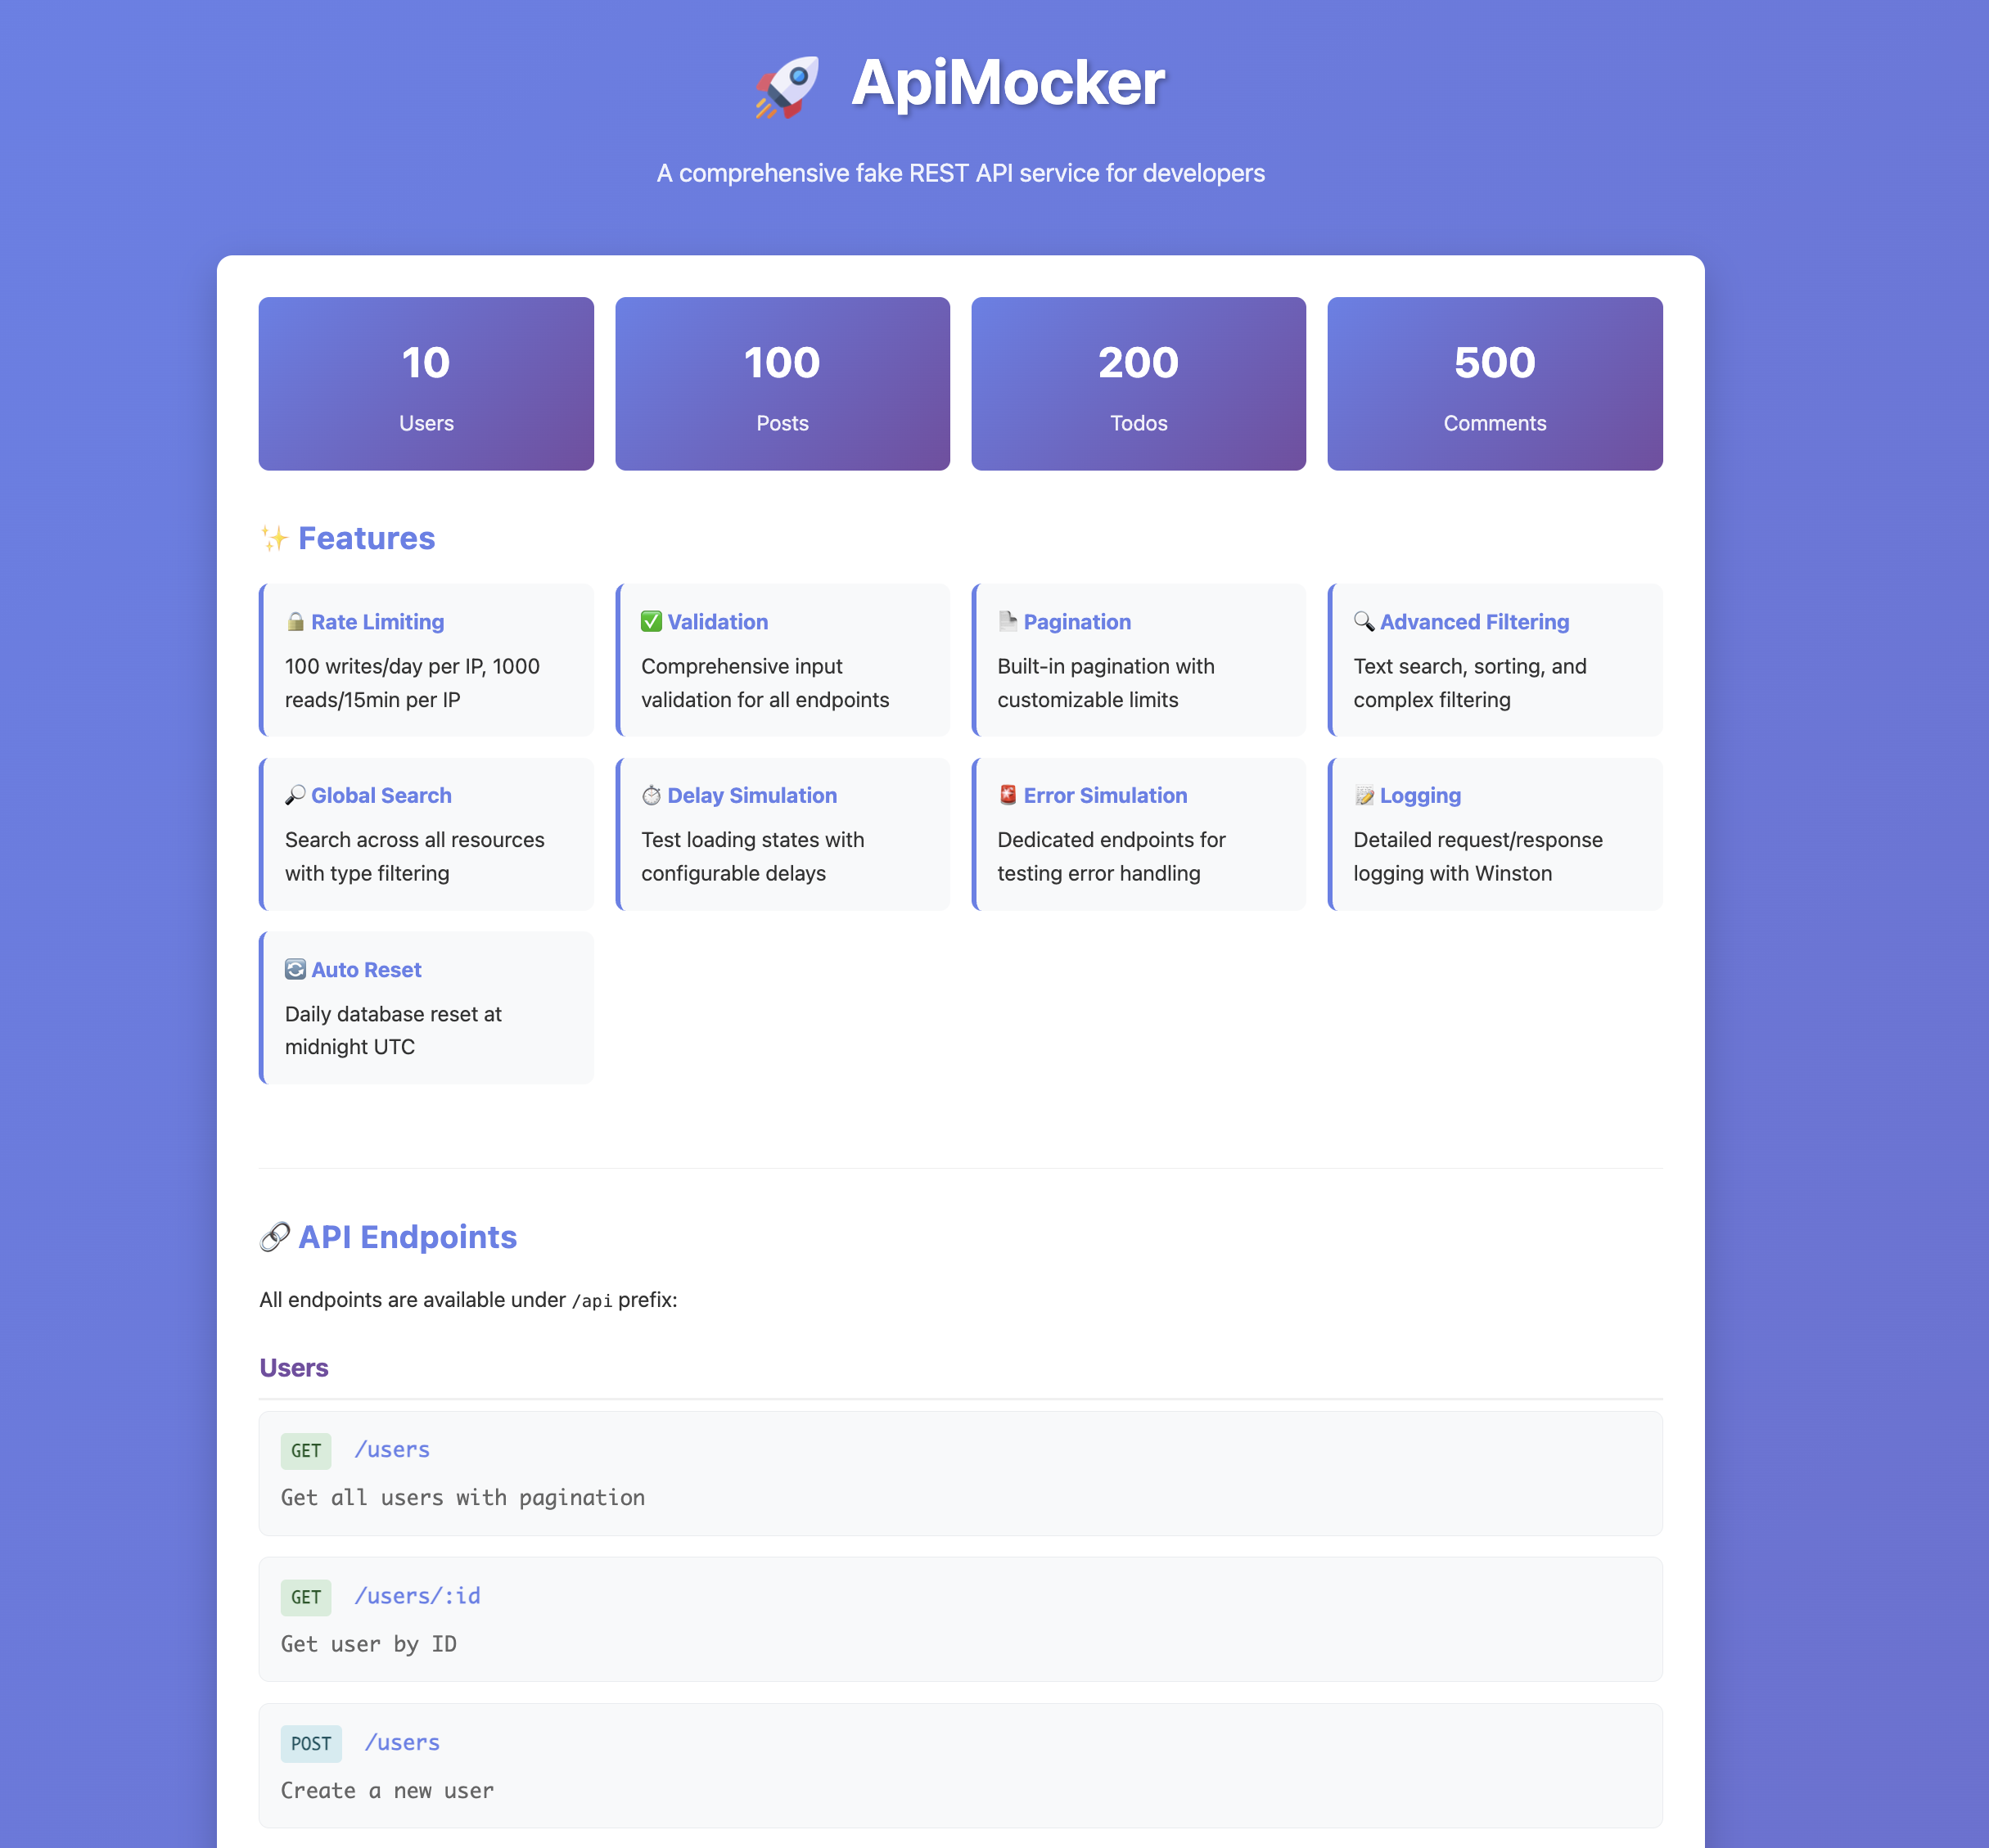 ApiMocker
A comprehensive fake REST API service for developers
10
Users
100
Posts
200
Todos
500
Comments
Features
Rate Limiting
100 writes/day per IP, 1000
reads/15min per IP
Validation
Comprehensive input
validation for all endpoints
Pagination
Built-in pagination with
customizable limits
Advanced Filtering
Text search, sorting, and
complex filtering
Global Search
Search across all resources
with type filtering
Delay Simulation
Test loading states with
configurable delays
Error Simulation
Dedicated endpoints for
testing error handling
Logging
Detailed request/response
logging with Winston
Auto Reset
Daily database reset at
midnight UTC
API Endpoints
All endpoints are available under /api prefix:
Users
GET /users
Get all users with pagination
GET /users/:id
Get user by ID
POST /users
Create a new user